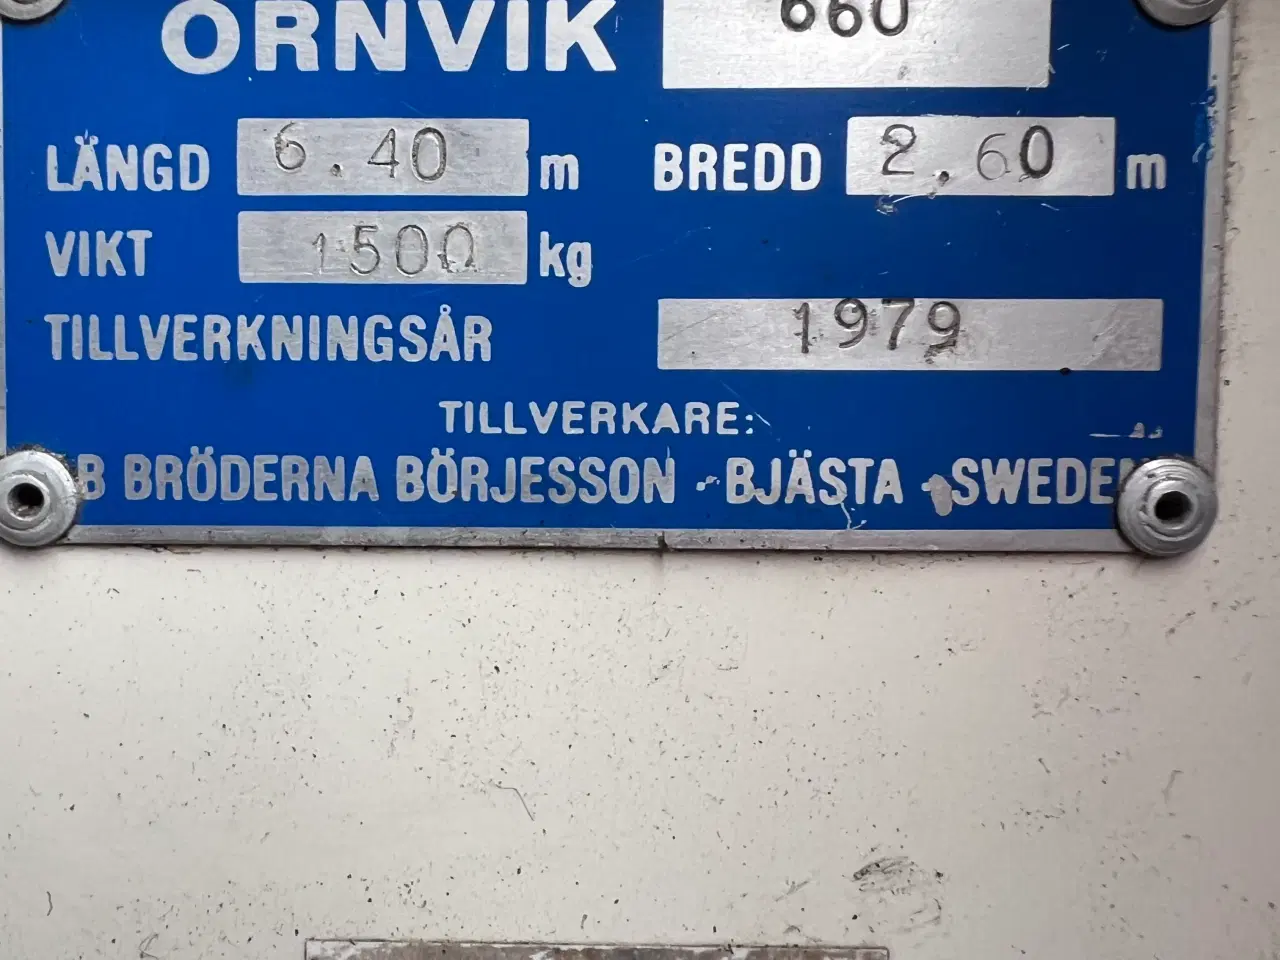 ORNVIK 660
LÄNGD 6.40 m BREDD 2.60 m
VIKT 1500 kg
TILLVERKNINGSÅR 1979
TILLVERKARE:
B BRÖDERNA BÖRJESSON - BJÄSTA - SWEDEN